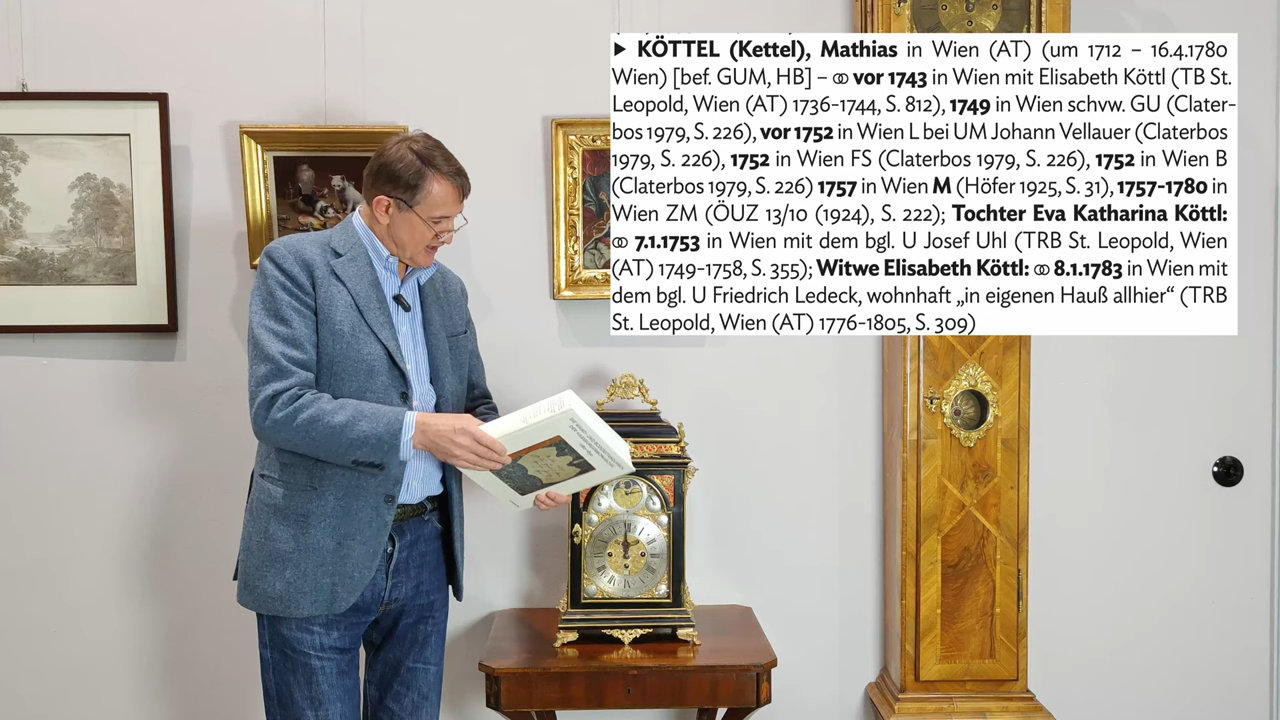 ▶ KÖTTEL (Kettel), Mathias in Wien (AT) (um 1712 – 16.4.1780
Wien) [bef. GUM, HB] – ⚭ vor 1743 in Wien mit Elisabeth Köttl (TB St.
Leopold, Wien (AT) 1736-1744, S. 812), 1749 in Wien schvw. GU (Clater-
bos 1979, S. 226), vor 1752 in Wien L bei UM Johann Vellauer (Claterbos
1979, S. 226), 1752 in Wien FS (Claterbos 1979, S. 226), 1752 in Wien B
(Claterbos 1979, S. 226) 1757 in Wien M (Höfer 1925, S. 31), 1757-1780 in
Wien ZM (ÖUZ 13/10 (1924), S. 222); Tochter Eva Katharina Köttl:
⚭ 7.1.1753 in Wien mit dem bgl. U Josef Uhl (TRB St. Leopold, Wien
(AT) 1749-1758, S. 355); Witwe Elisabeth Köttl: ⚭ 8.1.1783 in Wien mit
dem bgl. U Friedrich Ledeck, wohnhaft „in eigenen Hauß allhier“ (TRB
St. Leopold, Wien (AT) 1776-1805, S. 309)